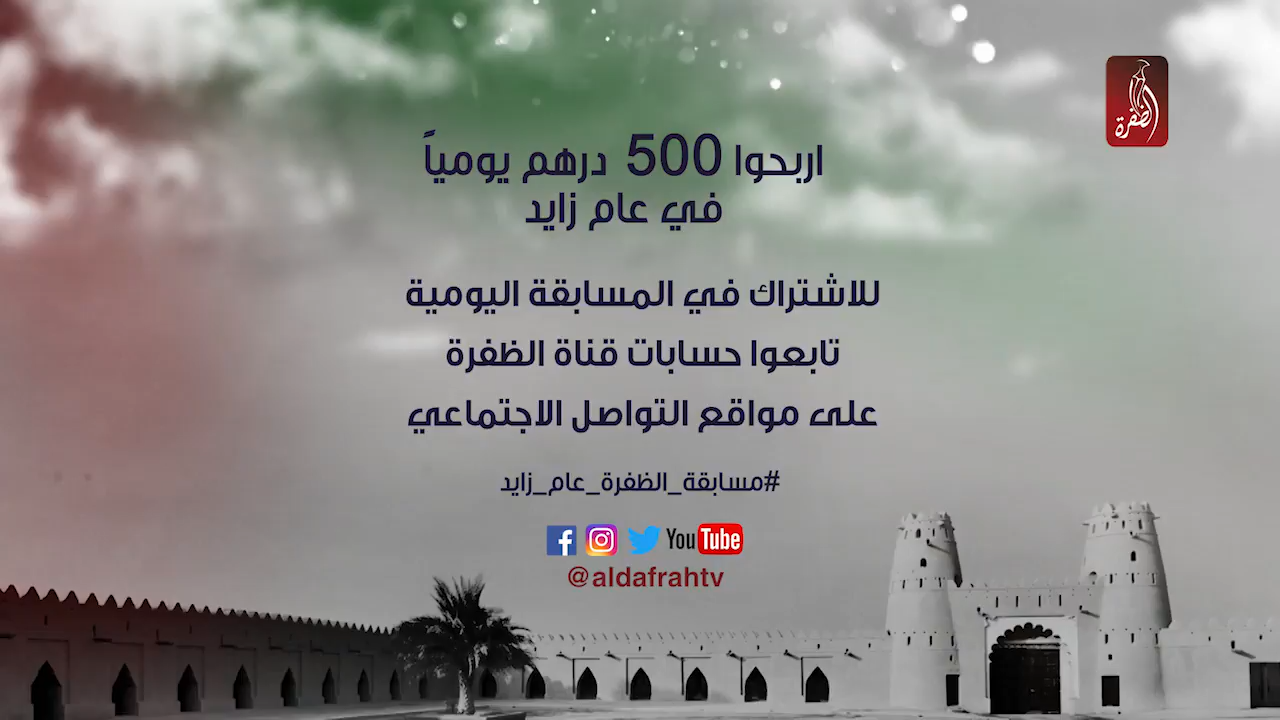 الظفرة
اربحوا 500 درهم يومياً
في عام زايد
للاشتراك في المسابقة اليومية
تابعوا حسابات قناة الظفرة
على مواقع التواصل الاجتماعي
#مسابقة_الظفرة_عام_زايد
f YouTube
@aldafrahtv